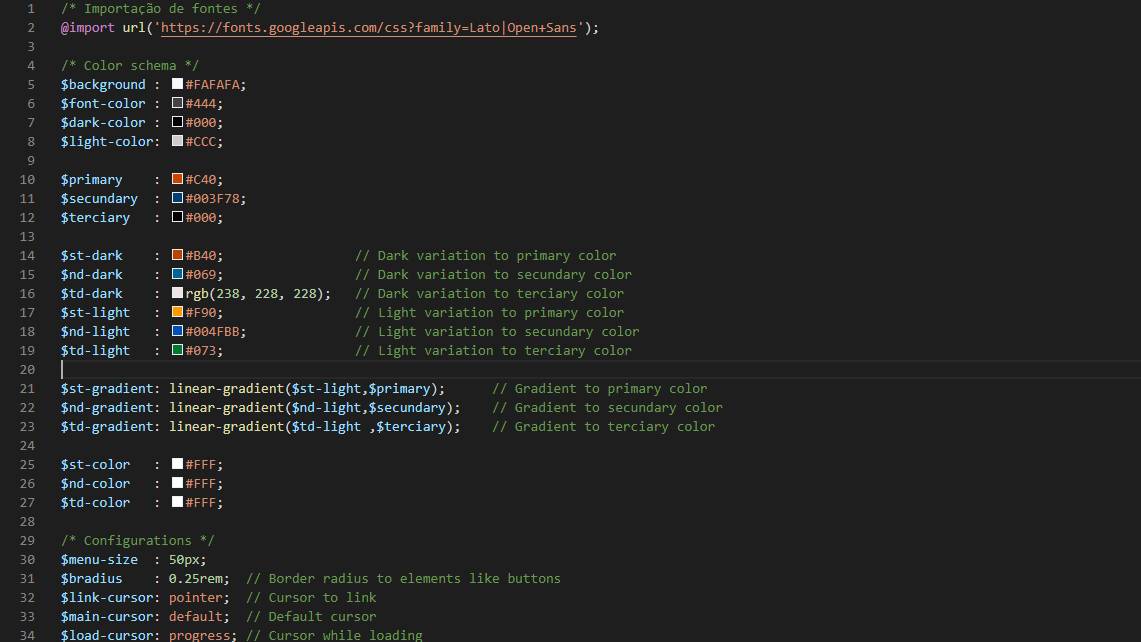 1 /* Importação de fontes */
2 @import url('https://fonts.googleapis.com/css?family=Lato|Open+Sans');
3
4 /* Color schema */
5 $background : #FAFAFA;
6 $font-color : #444;
7 $dark-color : #000;
8 $light-color: #CCC;
9
10 $primary    : #C40;
11 $secundary  : #003F78;
12 $terciary   : #000;
13
14 $st-dark    : #B40;                 // Dark variation to primary color
15 $nd-dark    : #069;                 // Dark variation to secundary color
16 $td-dark    : rgb(238, 228, 228);   // Dark variation to terciary color
17 $st-light   : #F90;                 // Light variation to primary color
18 $nd-light   : #004FBB;              // Light variation to secundary color
19 $td-light   : #073;                 // Light variation to terciary color
20
21 $st-gradient: linear-gradient($st-light,$primary);      // Gradient to primary color
22 $nd-gradient: linear-gradient($nd-light,$secundary);    // Gradient to secundary color
23 $td-gradient: linear-gradient($td-light ,$terciary);    // Gradient to terciary color
24
25 $st-color   : #FFF;
26 $nd-color   : #FFF;
27 $td-color   : #FFF;
28
29 /* Configurations */
30 $menu-size  : 50px;
31 $bradius    : 0.25rem;  // Border radius to elements like buttons
32 $link-cursor: pointer;  // Cursor to link
33 $main-cursor: default;  // Default cursor
34 $load-cursor: progress; // Cursor while loading